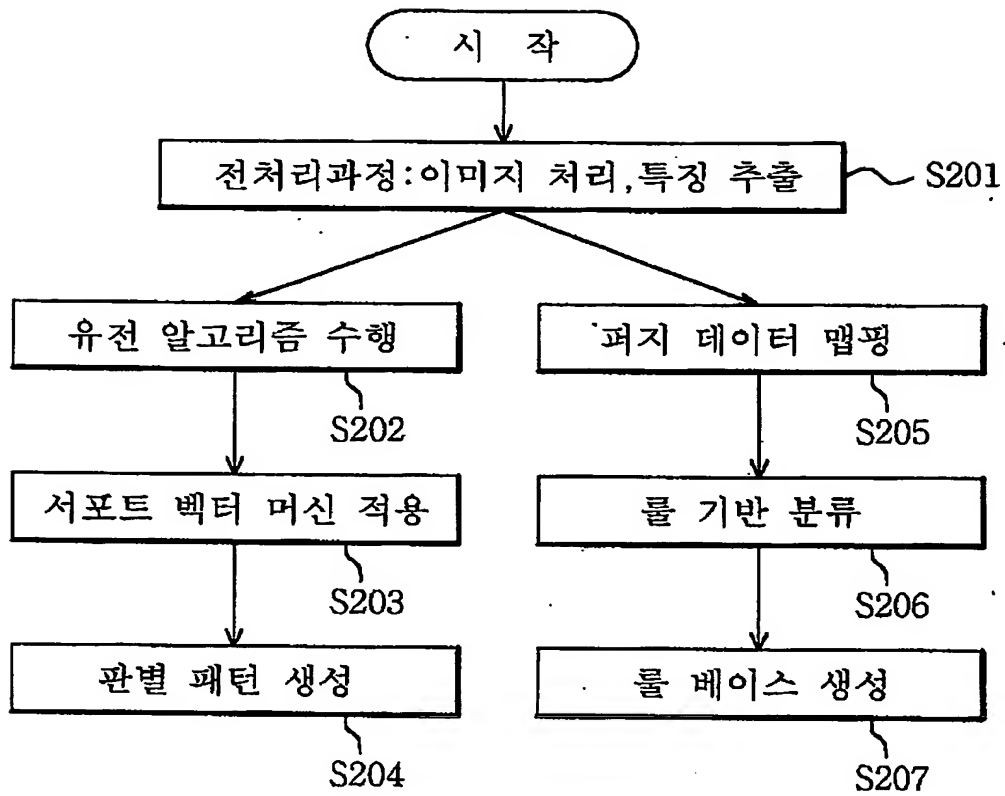 시 작
전처리과정:이미지 처리,특징 추출
S201
유전 알고리즘 수행
S202
서포트 벡터 머신 적용
S203
판별 패턴 생성
S204
퍼지 데이터 맵핑
S205
룰 기반 분류
S206
룰 베이스 생성
S207